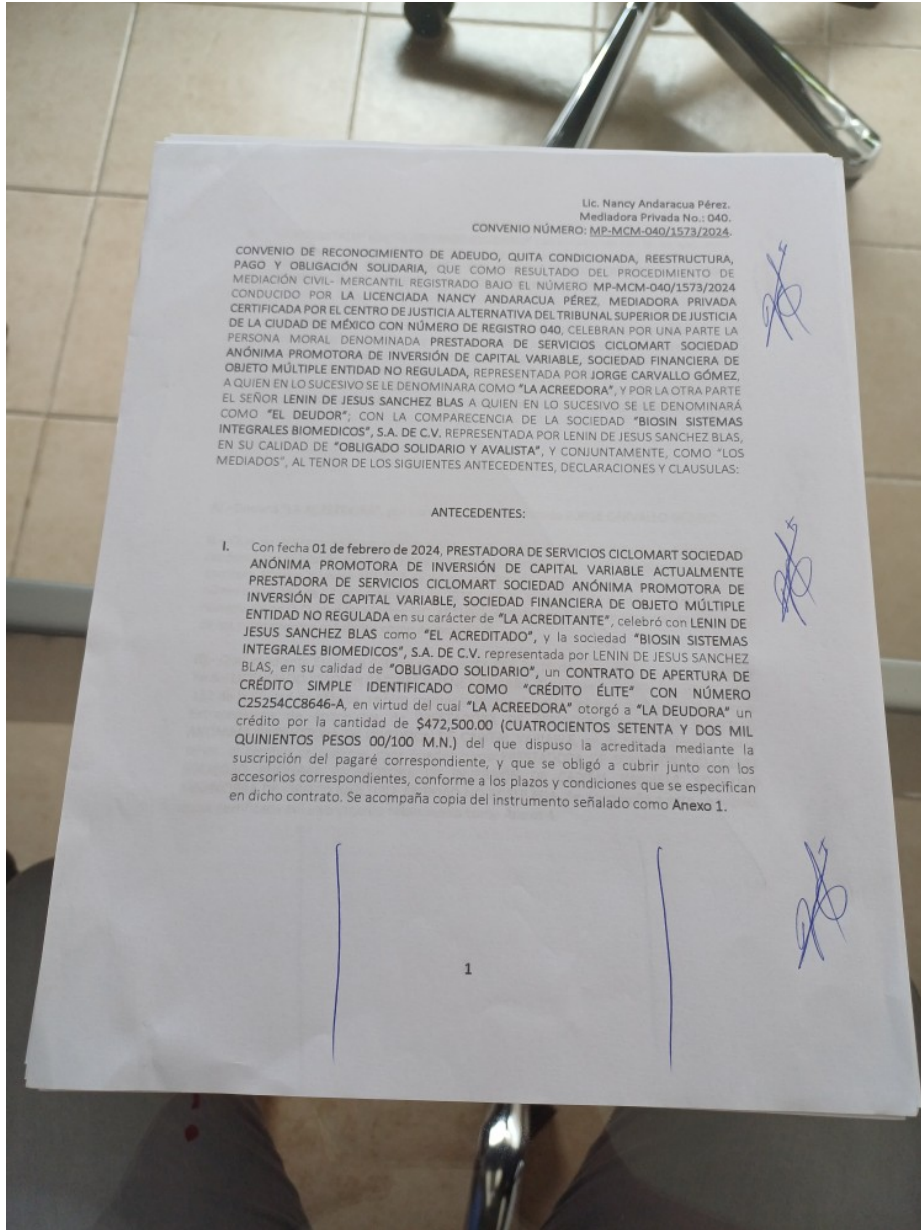 Lic. Nancy Andaracua Pérez.
Mediadora Privada No.: 040.
CONVENIO NÚMERO: MP-MCM-040/1573/2024.
CONVENIO DE RECONOCIMIENTO DE ADEUDO, QUITA CONDICIONADA, REESTRUCTURA,
PAGO Y OBLIGACIÓN SOLIDARIA, QUE COMO RESULTADO DEL PROCEDIMIENTO DE
MEDIACIÓN CIVIL- MERCANTIL REGISTRADO BAJO EL NÚMERO MP-MCM-040/1573/2024
CONDUCIDO POR LA LICENCIADA NANCY ANDARACUA PÉREZ, MEDIADORA PRIVADA
CERTIFICADA POR EL CENTRO DE JUSTICIA ALTERNATIVA DEL TRIBUNAL SUPERIOR DE JUSTICIA
DE LA CIUDAD DE MÉXICO CON NÚMERO DE REGISTRO 040, CELEBRAN POR UNA PARTE LA
PERSONA MORAL DENOMINADA PRESTADORA DE SERVICIOS CICLOMART SOCIEDAD
ANÓNIMA PROMOTORA DE INVERSIÓN DE CAPITAL VARIABLE, SOCIEDAD FINANCIERA DE
OBJETO MÚLTIPLE ENTIDAD NO REGULADA, REPRESENTADA POR JORGE CARVALLO GÓMEZ,
A QUIEN EN LO SUCESIVO SE LE DENOMINARA COMO "LA ACREEDORA", Y POR LA OTRA PARTE
EL SEÑOR LENIN DE JESUS SANCHEZ BLAS A QUIEN EN LO SUCESIVO SE LE DENOMINARÁ
COMO "EL DEUDOR"; CON LA COMPARECENCIA DE LA SOCIEDAD "BIOSIN SISTEMAS
INTEGRALES BIOMEDICOS", S.A. DE C.V. REPRESENTADA POR LENIN DE JESUS SANCHEZ BLAS,
EN SU CALIDAD DE "OBLIGADO SOLIDARIO Y AVALISTA", Y CONJUNTAMENTE, COMO "LOS
MEDIADOS", AL TENOR DE LOS SIGUIENTES ANTECEDENTES, DECLARACIONES Y CLAUSULAS:
ANTECEDENTES:
I. Con fecha 01 de febrero de 2024, PRESTADORA DE SERVICIOS CICLOMART SOCIEDAD
ANÓNIMA PROMOTORA DE INVERSIÓN DE CAPITAL VARIABLE ACTUALMENTE
PRESTADORA DE SERVICIOS CICLOMART SOCIEDAD ANÓNIMA PROMOTORA DE
INVERSIÓN DE CAPITAL VARIABLE, SOCIEDAD FINANCIERA DE OBJETO MÚLTIPLE
ENTIDAD NO REGULADA en su carácter de "LA ACREDITANTE", celebró con LENIN DE
JESUS SANCHEZ BLAS como "EL ACREDITADO", y la sociedad "BIOSIN SISTEMAS
INTEGRALES BIOMEDICOS", S.A. DE C.V. representada por LENIN DE JESUS SANCHEZ
BLAS, en su calidad de "OBLIGADO SOLIDARIO", un CONTRATO DE APERTURA DE
CRÉDITO SIMPLE IDENTIFICADO COMO "CRÉDITO ÉLITE" CON NÚMERO
C25254CC8646-A, en virtud del cual "LA ACREEDORA" otorgó a "LA DEUDORA" un
crédito por la cantidad de $472,500.00 (CUATROCIENTOS SETENTA Y DOS MIL
QUINIENTOS PESOS 00/100 M.N.) del que dispuso la acreditada mediante la
suscripción del pagaré correspondiente, y que se obligó a cubrir junto con los
accesorios correspondientes, conforme a los plazos y condiciones que se especifican
en dicho contrato. Se acompaña copia del instrumento señalado como Anexo 1.
1